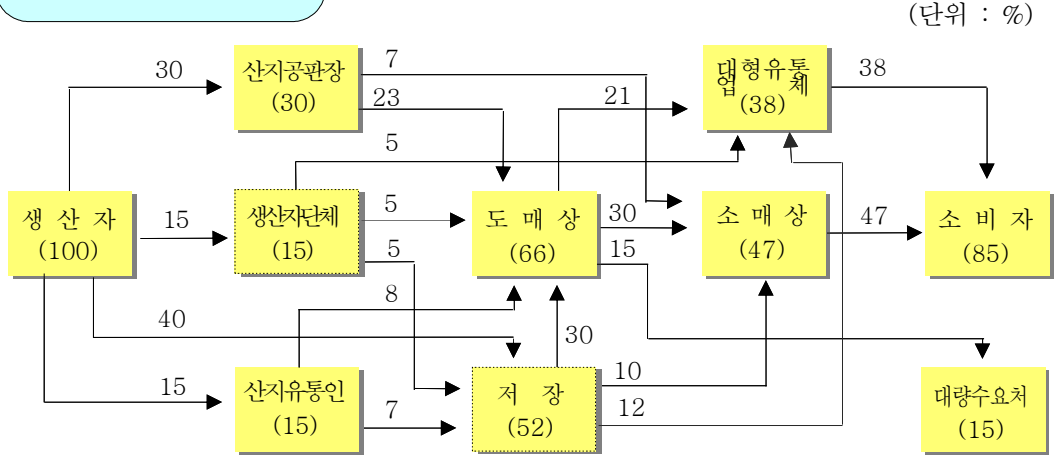 (단위 : %)
30
산지공판장
(30)
7
23
21
대형유통
업 체
(38)
38
5
생 산 자
(100)
15
생산자단체
(15)
5
5
도 매 상
(66)
30
15
소 매 상
(47)
47
소 비 자
(85)
8
40
30
15
산지유통인
(15)
7
저 장
(52)
10
12
대량수요처
(15)